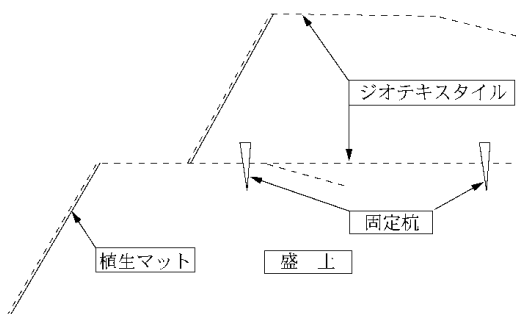 ジオテキスタイル
固定杭
植生マット
盛　土